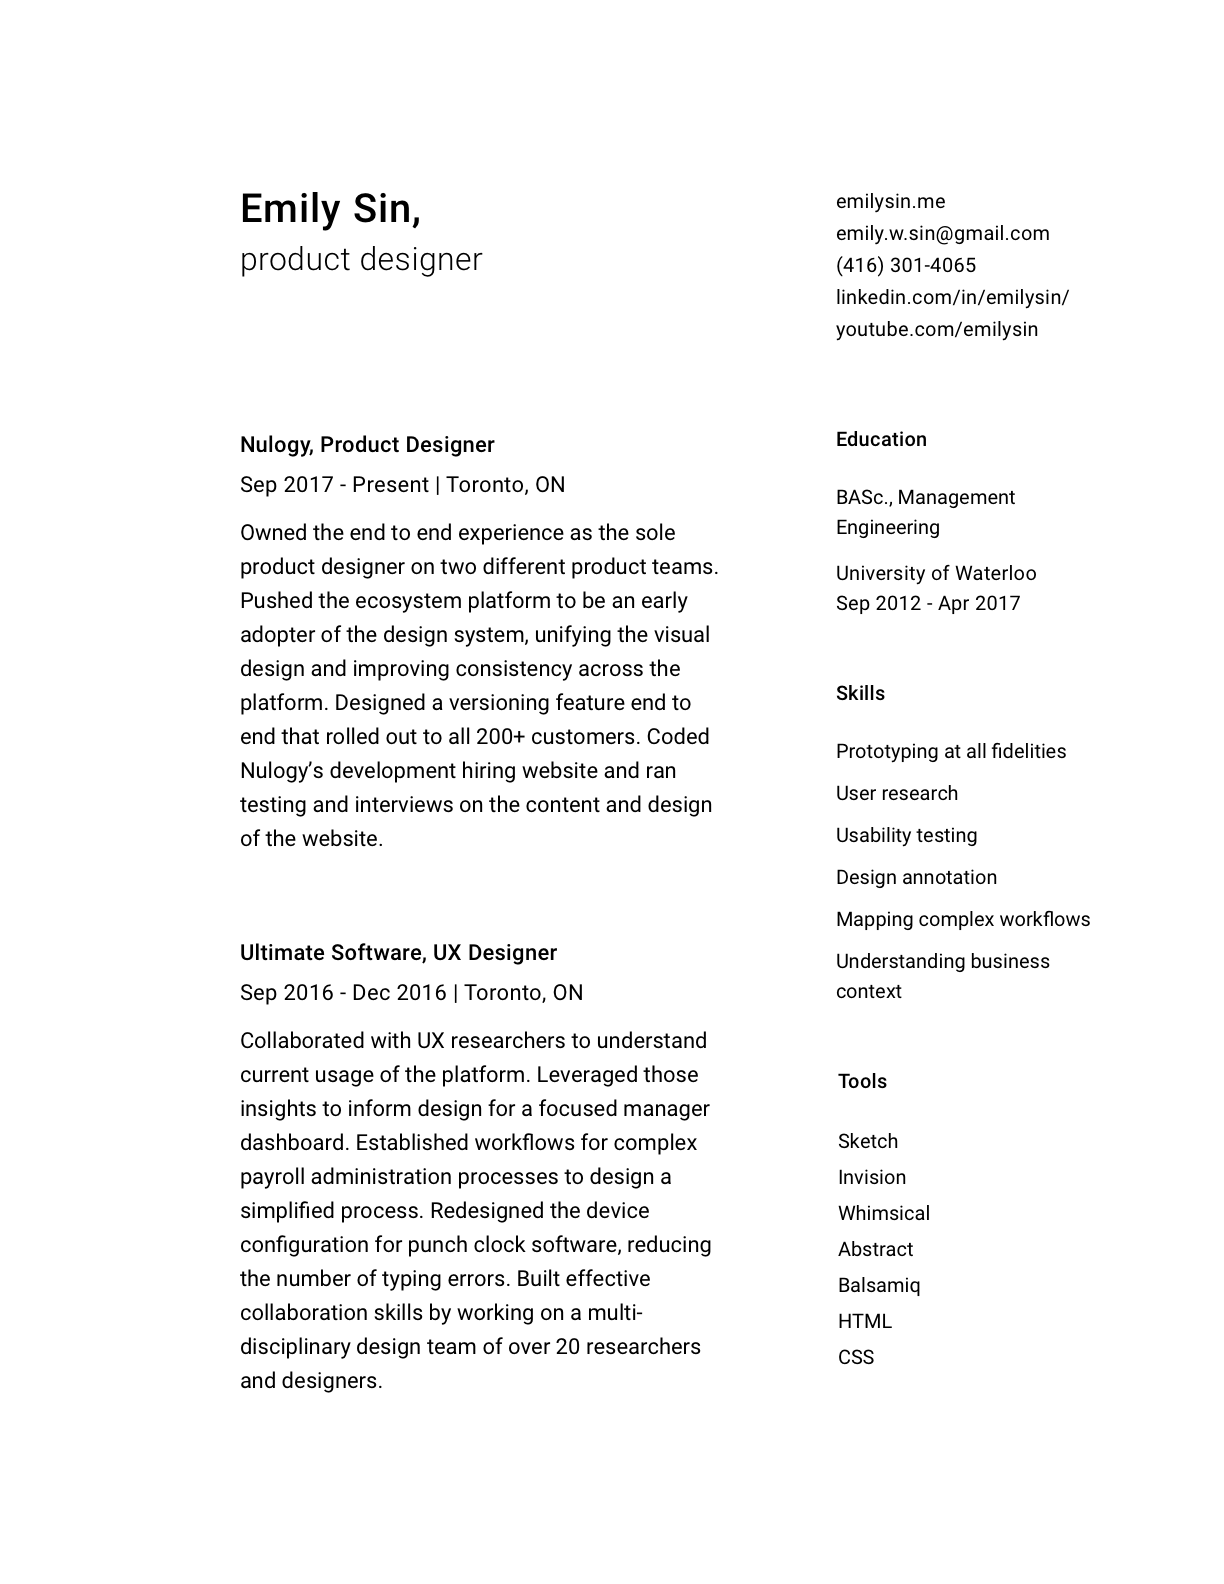 Emily Sin,
product designer
emilysin.me
emily.w.sin@gmail.com
(416) 301-4065
linkedin.com/in/emilysin/
youtube.com/emilysin
Nulogy, Product Designer
Sep 2017 - Present | Toronto, ON
Owned the end to end experience as the sole
product designer on two different product teams.
Pushed the ecosystem platform to be an early
adopter of the design system, unifying the visual
design and improving consistency across the
platform. Designed a versioning feature end to
end that rolled out to all 200+ customers. Coded
Nulogy’s development hiring website and ran
testing and interviews on the content and design
of the website.
Ultimate Software, UX Designer
Sep 2016 - Dec 2016 | Toronto, ON
Collaborated with UX researchers to understand
current usage of the platform. Leveraged those
insights to inform design for a focused manager
dashboard. Established workflows for complex
payroll administration processes to design a
simplified process. Redesigned the device
configuration for punch clock software, reducing
the number of typing errors. Built effective
collaboration skills by working on a multi-
disciplinary design team of over 20 researchers
and designers.
Education
BASc., Management
Engineering
University of Waterloo
Sep 2012 - Apr 2017
Skills
Prototyping at all fidelities
User research
Usability testing
Design annotation
Mapping complex workflows
Understanding business
context
Tools
Sketch
Invision
Whimsical
Abstract
Balsamiq
HTML
CSS